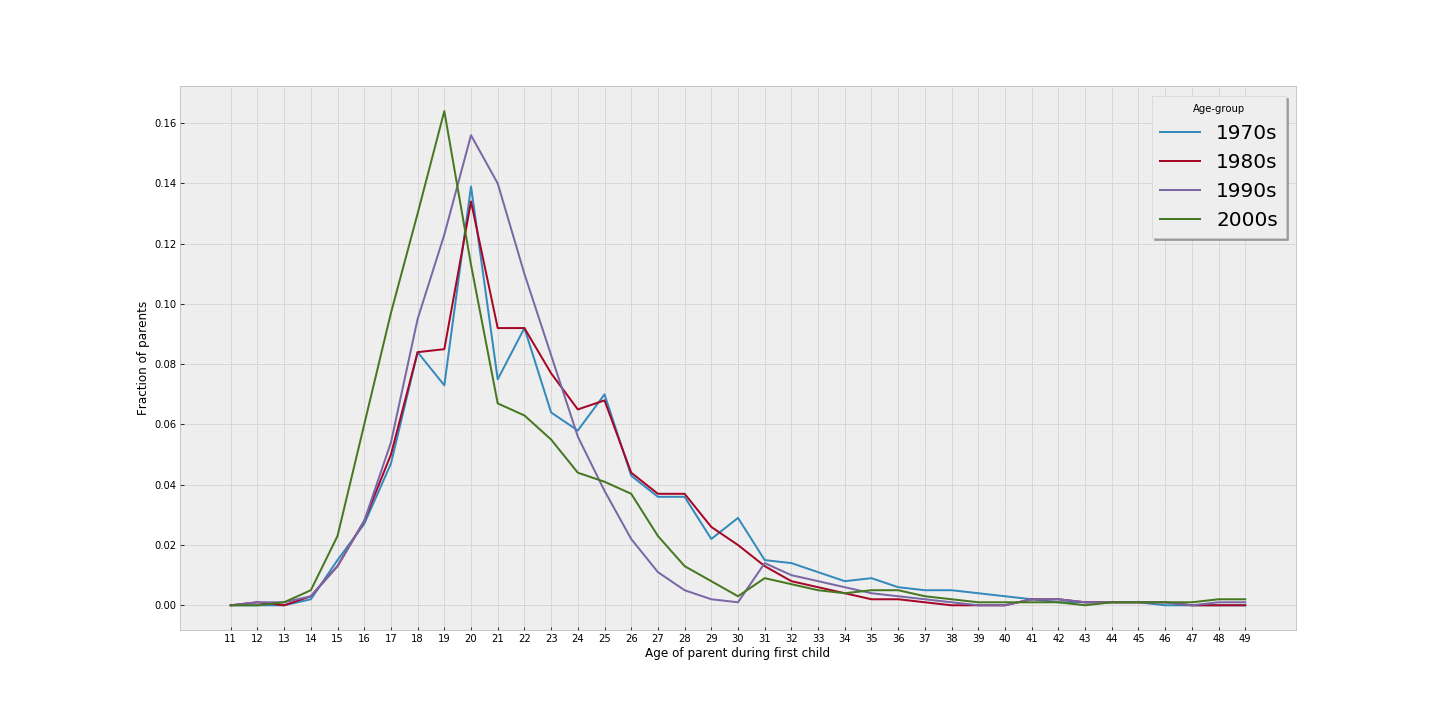 Age-group
1970s
1980s
1990s
2000s
Fraction of parents
0.16
0.14
0.12
0.10
0.08
0.06
0.04
0.02
0.00
11 12 13 14 15 16 17 18 19 20 21 22 23 24 25 26 27 28 29 30 31 32 33 34 35 36 37 38 39 40 41 42 43 44 45 46 47 48 49
Age of parent during first child